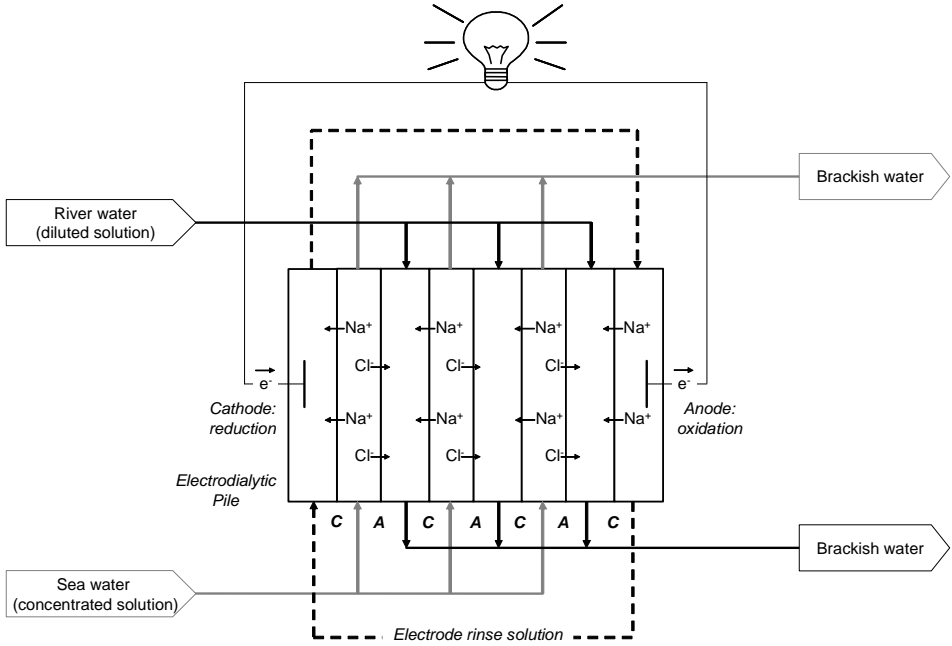 Brackish water
River water
(diluted solution)
Na⁺ Na⁺ Na⁺ Na⁺
Cl⁻ Cl⁻ Cl⁻
e⁻ e⁻
Cathode:
reduction
Anode:
oxidation
Na⁺ Na⁺ Na⁺ Na⁺
Cl⁻ Cl⁻ Cl⁻
Electrodialytic
Pile
C A C A C A C
Brackish water
Sea water
(concentrated solution)
Electrode rinse solution